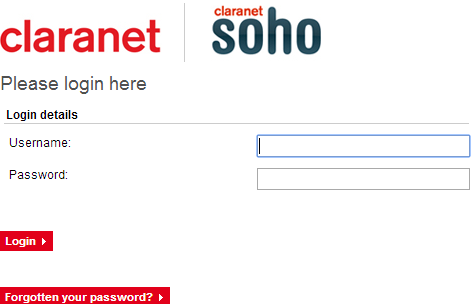 claranet
claranet
soho
Please login here
Login details
Username:
Password:
Login
Forgotten your password?